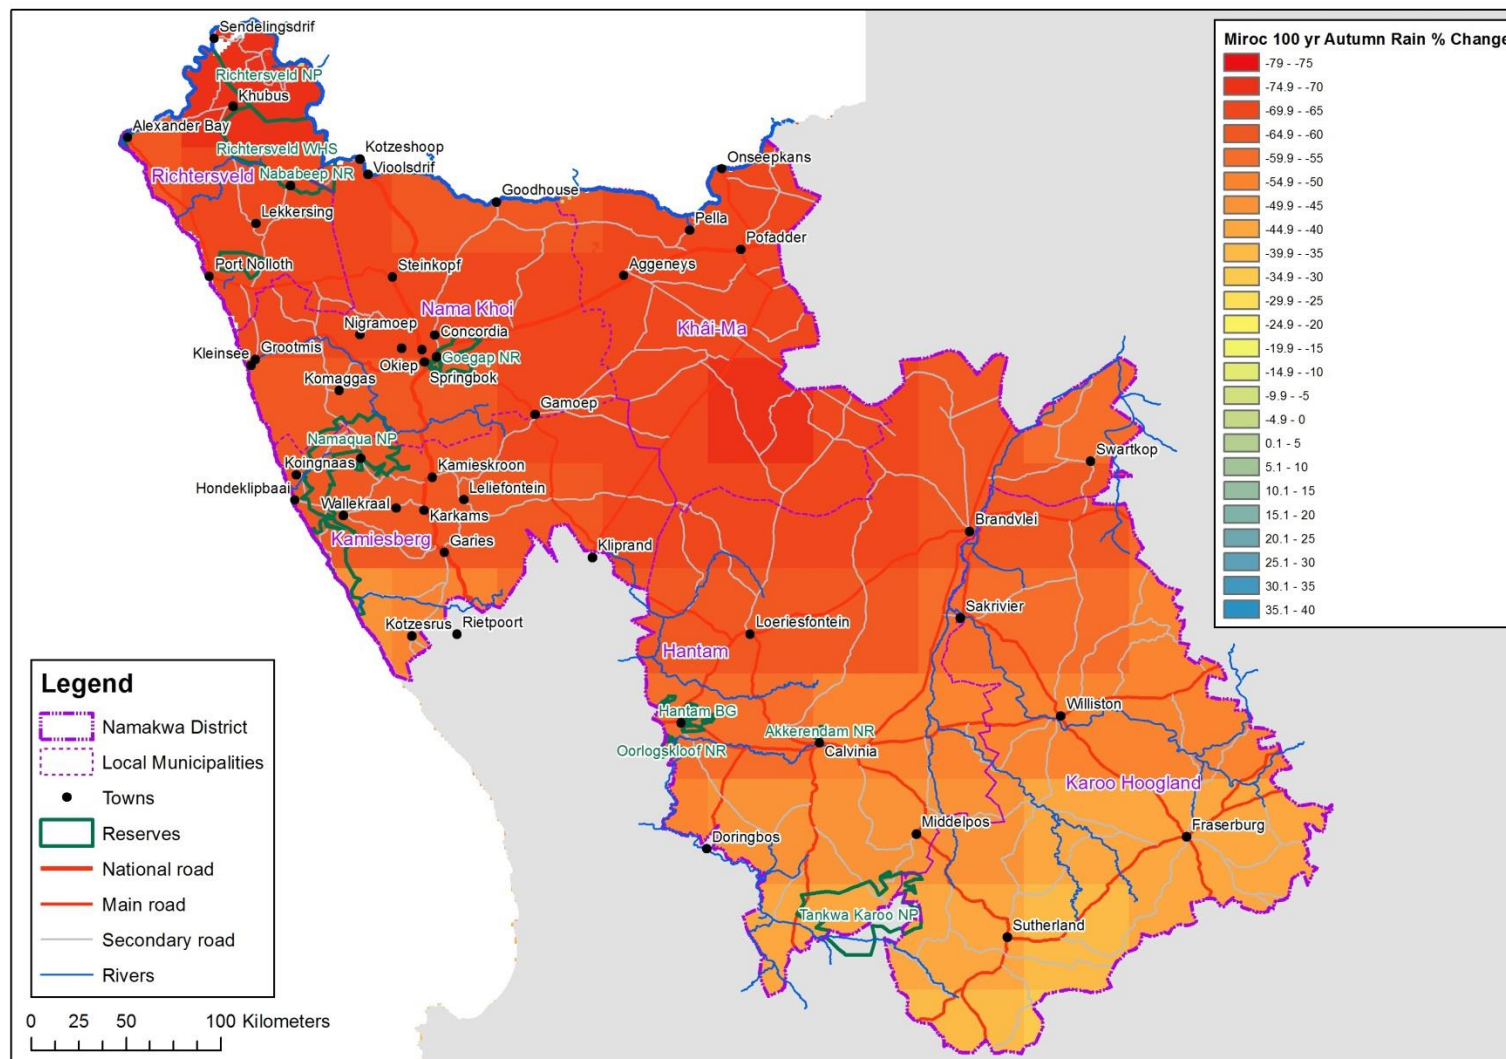 Miroc 100 yr Autumn Rain % Change
-79 - -75
-74.9 - -70
-69.9 - -65
-64.9 - -60
-59.9 - -55
-54.9 - -50
-49.9 - -45
-44.9 - -40
-39.9 - -35
-34.9 - -30
-29.9 - -25
-24.9 - -20
-19.9 - -15
-14.9 - -10
-9.9 - -5
-4.9 - 0
0.1 - 5
5.1 - 10
10.1 - 15
15.1 - 20
20.1 - 25
25.1 - 30
30.1 - 35
35.1 - 40
Sendelingsdrif
Richtersveld NP
Khubus
Alexander Bay
Richtersveld WHS
Kotzeshoop
Vioolsdrif
Onseepkans
Richtersveld
Nababeep NR
Goodhouse
Lekkersing
Pella
Pofadder
Port Nolloth
Steinkopf
Aggeneys
Nama Khoi
Nigramoep
Concordia
Khâi-Ma
Kleinsee
Grootmis
Okiep
Goegap NR
Springbok
Komaggas
Gamoep
Namaqua NP
Koingnaas
Kamieskroon
Swartkop
Hondeklipbaai
Leliefontein
Wallekraal
Karkams
Brandvlei
Kamiesberg
Garies
Kliprand
Kotzesrus
Rietpoort
Loeriesfontein
Sakrivier
Hantam
Hantam BG
Williston
Akkerendam NR
Oorlogskloof NR
Calvinia
Karoo Hoogland
Middelpos
Fraserburg
Doringbos
Tankwa Karoo NP
Sutherland
Legend
Namakwa District
Local Municipalities
Towns
Reserves
National road
Main road
Secondary road
Rivers
0 25 50 100 Kilometers